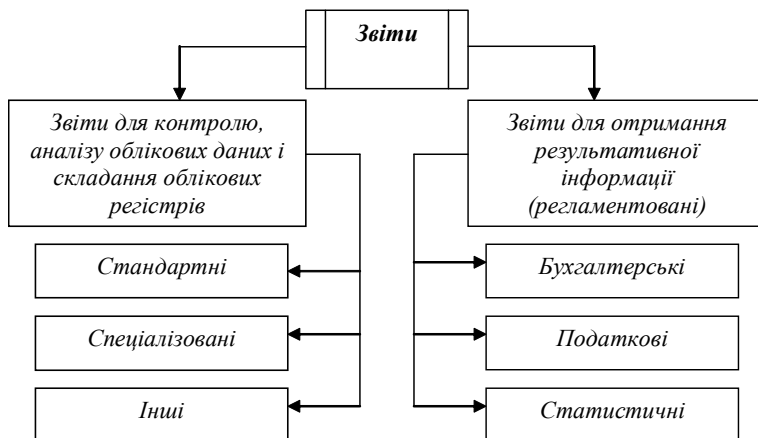 Звіти
Звіти для контролю,
аналізу облікових даних і
складання облікових
регістрів
Звіти для отримання
результативної
інформації
(регламентовані)
Стандартні
Бухгалтерські
Спеціалізовані
Податкові
Інші
Статистичні